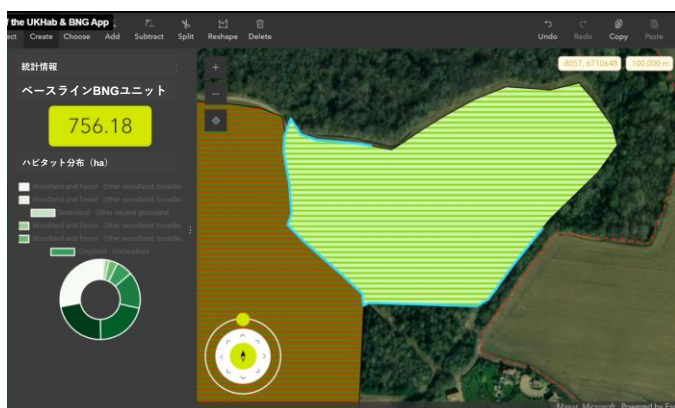 f the UKHab & BNG App
ect Create Choose Add Subtract Split Reshape Delete Undo Redo Copy Paste
-8057, 6710648 100.000 m
統計情報
ベースラインBNGユニット
756.18
ハビタット分布（ha）
Woodland and Forest - Other woodland, broadle
Woodland and Forest - Other woodland, broadle
Grassland - Other neutral grassland
Woodland and Forest - Other woodland, broadle
Woodland and Forest - Other woodland, broadle
Cropland - Horticulture
Maxar, Microsoft Powered by Esr